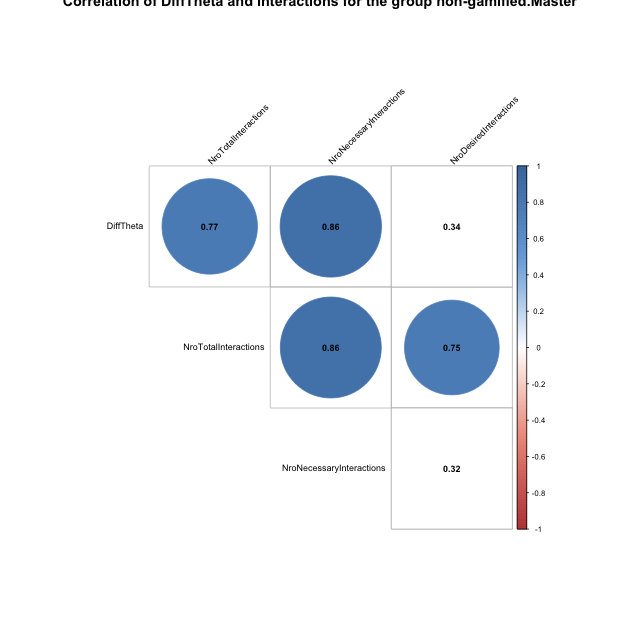 Correlation of DiffTheta and Interactions for the group non-gamified.Master
NroTotalInteractions
NroNecessaryInteractions
NroDesiredInteractions
DiffTheta 0.77 0.86 0.34
NroTotalInteractions 0.86 0.75
NroNecessaryInteractions 0.32
1
0.8
0.6
0.4
0.2
0
-0.2
-0.4
-0.6
-0.8
-1